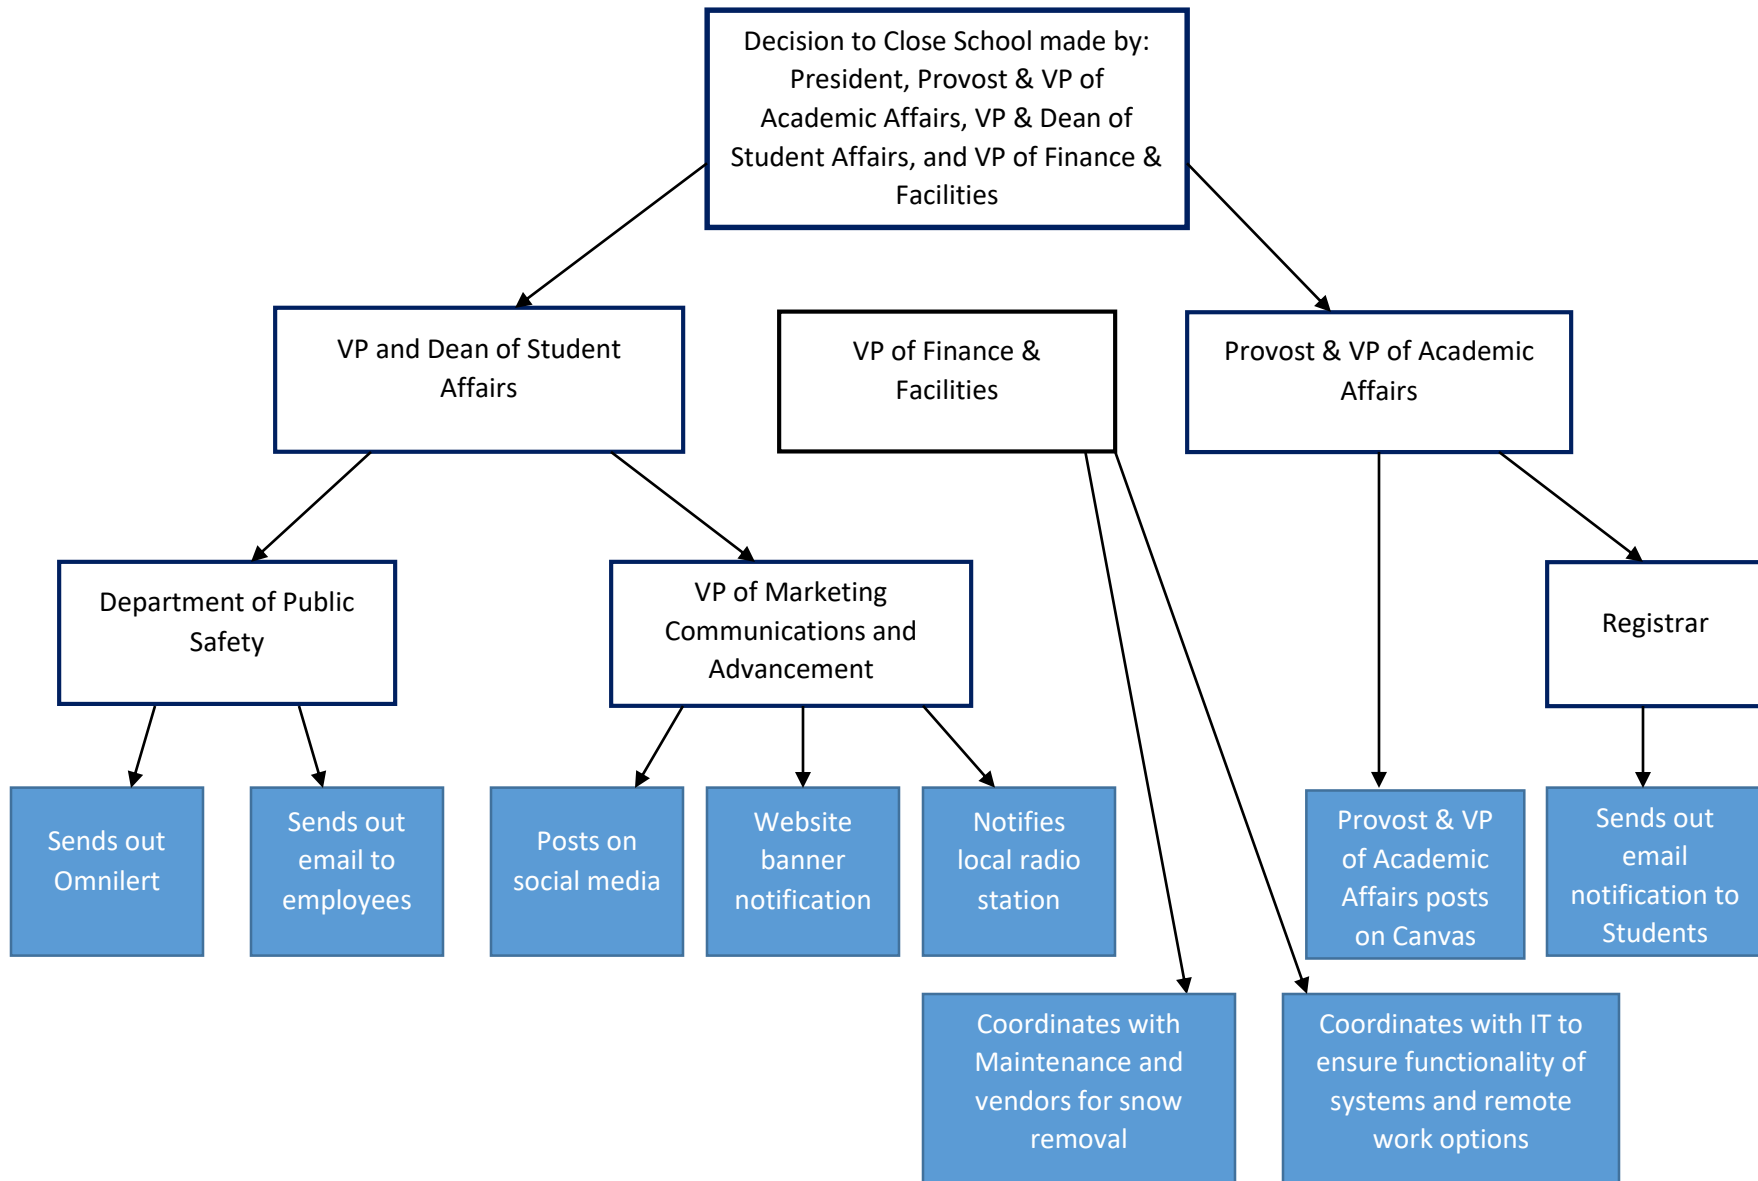 Decision to Close School made by:
President, Provost & VP of
Academic Affairs, VP & Dean of
Student Affairs, and VP of Finance &
Facilities
VP and Dean of Student
Affairs
VP of Finance &
Facilities
Provost & VP of Academic
Affairs
Department of Public
Safety
VP of Marketing
Communications and
Advancement
Registrar
Sends out
Omnilert
Sends out
email to
employees
Posts on
social media
Website
banner
notification
Notifies
local radio
station
Provost & VP
of Academic
Affairs posts
on Canvas
Sends out
email
notification to
Students
Coordinates with
Maintenance and
vendors for snow
removal
Coordinates with IT to
ensure functionality of
systems and remote
work options